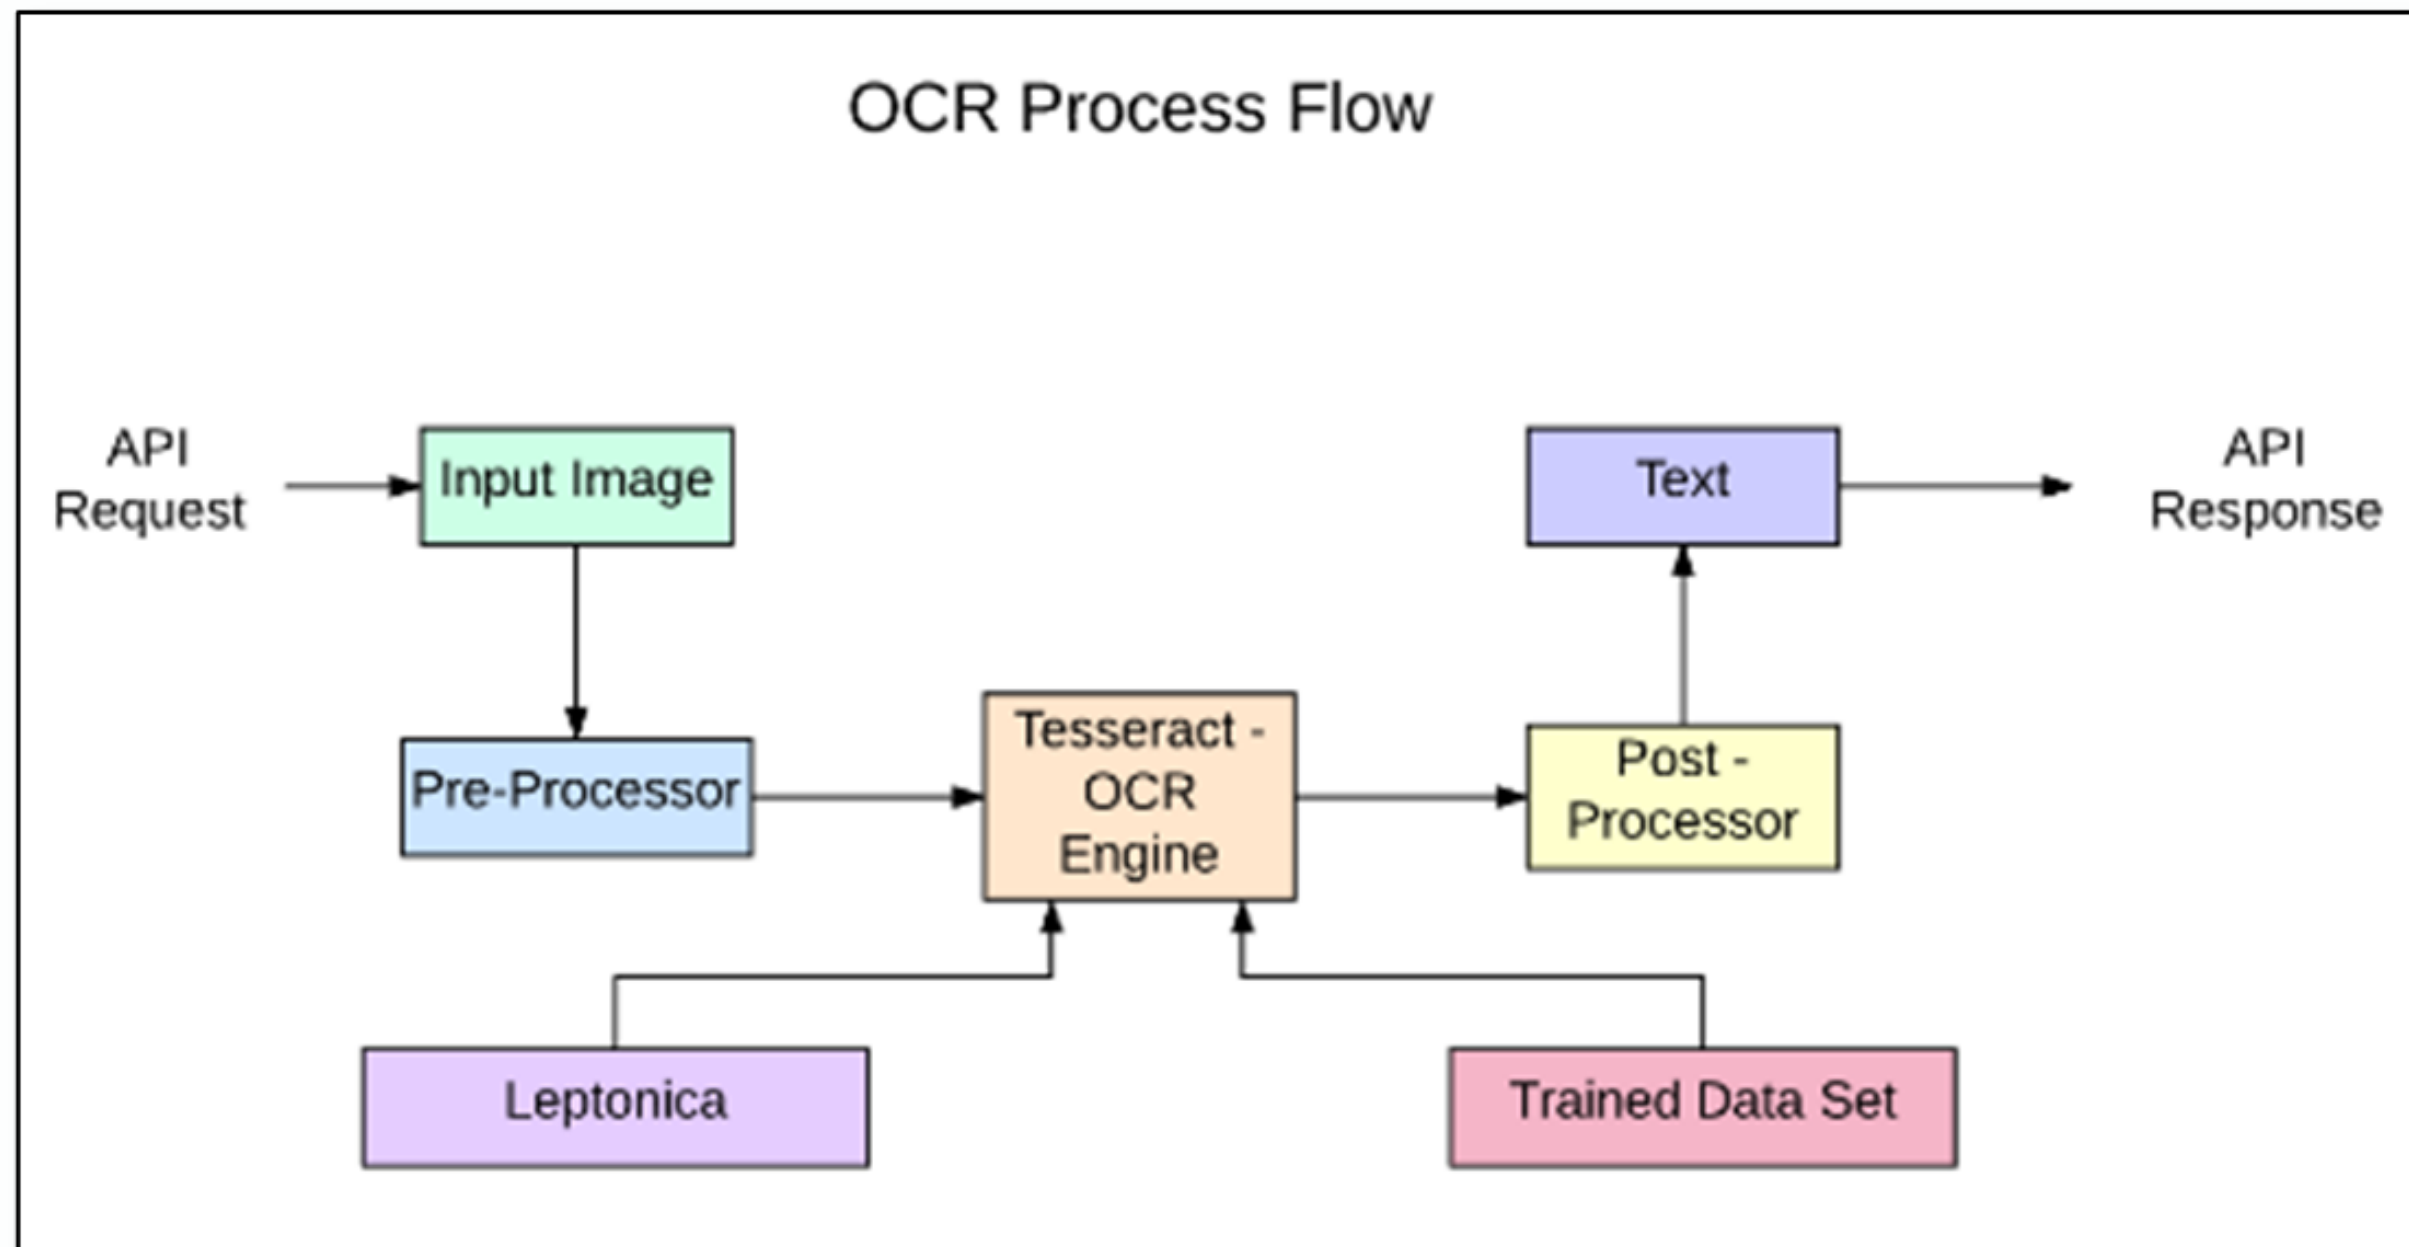 OCR Process Flow
API
Request
Input Image
Text
API
Response
Pre-Processor
Tesseract -
OCR
Engine
Post -
Processor
Leptonica
Trained Data Set